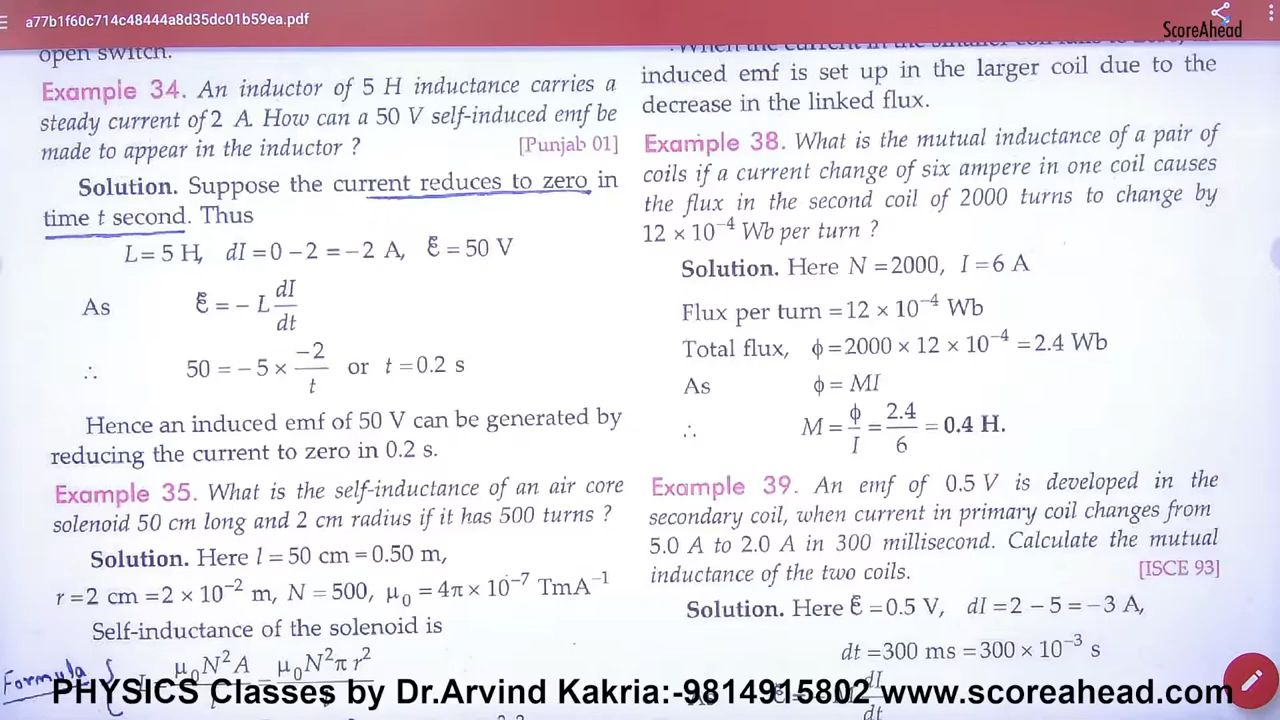 a77b1f60c714c48444a8d35dc01b59ea.pdf
ScoreAhead
open switch.
Example 34. An inductor of 5 H inductance carries a
steady current of 2 A. How can a 50 V self-induced emf be
made to appear in the inductor ? [Punjab 01]
Solution. Suppose the current reduces to zero in
time t second. Thus
L = 5 H, dI = 0 − 2 = −2 A, ℰ = 50 V
As ℰ = − L dI/dt
∴ 50 = − 5 × −2/t or t = 0.2 s
Hence an induced emf of 50 V can be generated by
reducing the current to zero in 0.2 s.
Example 35. What is the self-inductance of an air core
solenoid 50 cm long and 2 cm radius if it has 500 turns ?
Solution. Here l = 50 cm = 0.50 m,
r = 2 cm = 2 × 10⁻² m, N = 500, μ₀ = 4π × 10⁻⁷ TmA⁻¹
Self-inductance of the solenoid is
Formula
μ₀N²A = μ₀N²πr²
When the current in the smaller coil falls to zero,
induced emf is set up in the larger coil due to the
decrease in the linked flux.
Example 38. What is the mutual inductance of a pair of
coils if a current change of six ampere in one coil causes
the flux in the second coil of 2000 turns to change by
12 × 10⁻⁴ Wb per turn ?
Solution. Here N = 2000, I = 6 A
Flux per turn = 12 × 10⁻⁴ Wb
Total flux, ϕ = 2000 × 12 × 10⁻⁴ = 2.4 Wb
As ϕ = MI
∴ M = ϕ/I = 2.4/6 = 0.4 H.
Example 39. An emf of 0.5 V is developed in the
secondary coil, when current in primary coil changes from
5.0 A to 2.0 A in 300 millisecond. Calculate the mutual
inductance of the two coils. [ISCE 93]
Solution. Here ℰ = 0.5 V, dI = 2 − 5 = −3 A,
dt = 300 ms = 300 × 10⁻³ s
dI/dt
PHYSICS Classes by Dr.Arvind Kakria:-9814915802 www.scoreahead.com